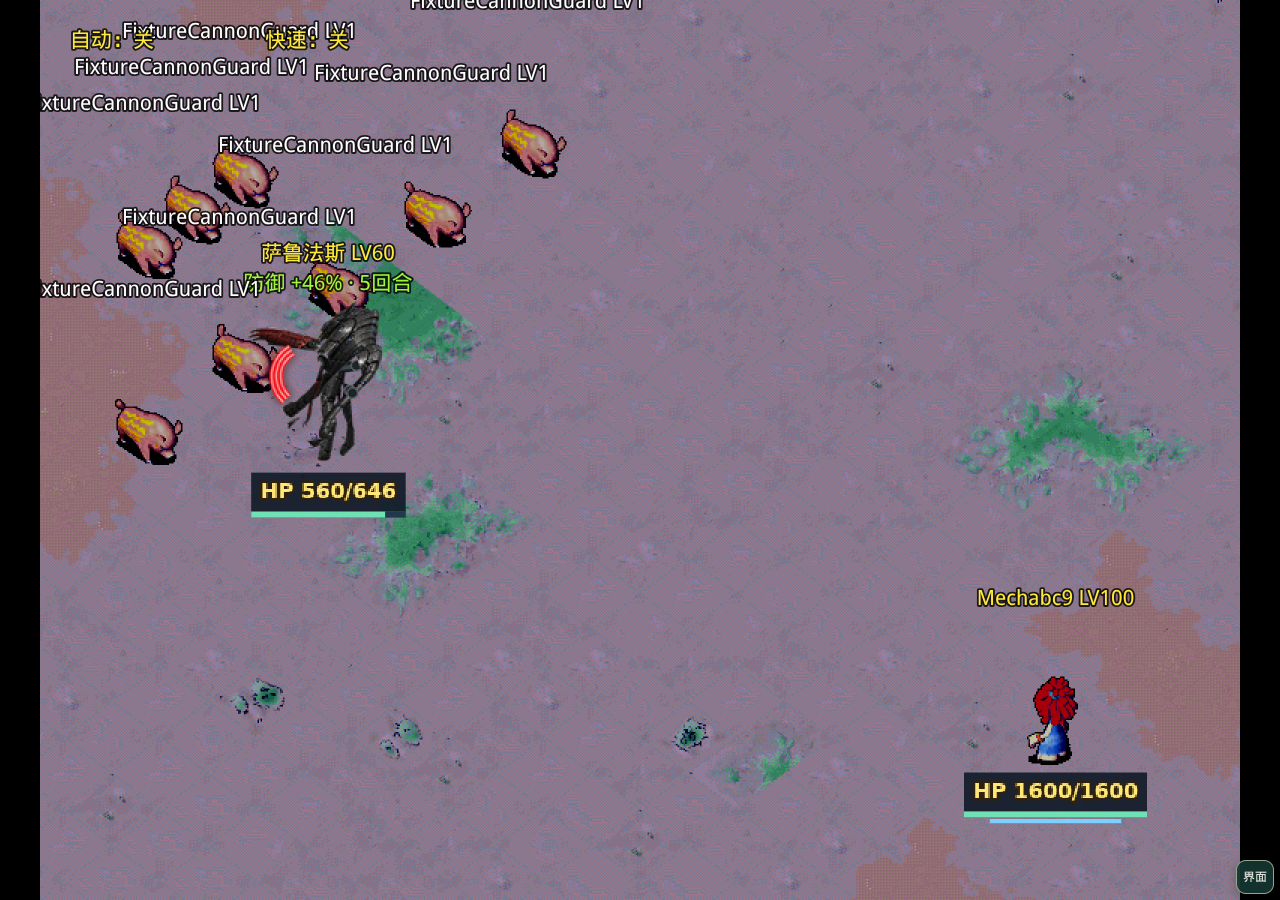 FixtureCannonGuard LV1
FixtureCannonGuard LV1
自动: 关
快速: 关
FixtureCannonGuard LV1
FixtureCannonGuard LV1
xtureCannonGuard LV1
FixtureCannonGuard LV1
FixtureCannonGuard LV1
萨鲁法斯 LV60
防御 +46% · 5回合
xtureCannonGuard LV1
HP 560/646
Mechabc9 LV100
HP 1600/1600
界面